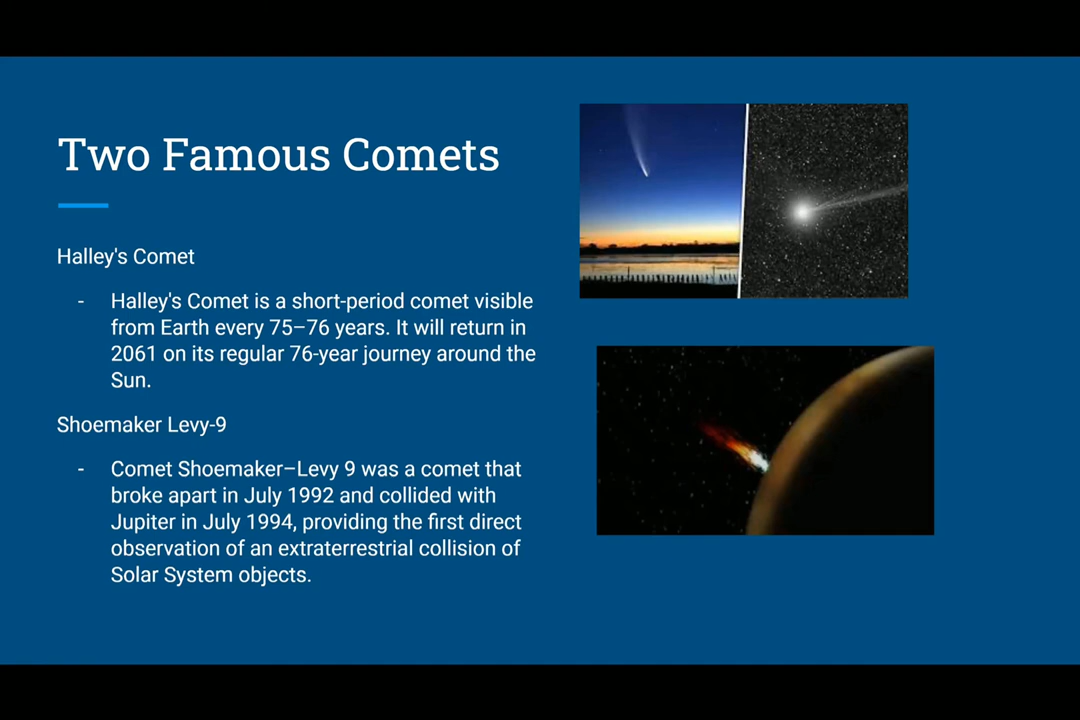 Two Famous Comets
Halley's Comet
- Halley's Comet is a short-period comet visible
from Earth every 75–76 years. It will return in
2061 on its regular 76-year journey around the
Sun.
Shoemaker Levy-9
- Comet Shoemaker–Levy 9 was a comet that
broke apart in July 1992 and collided with
Jupiter in July 1994, providing the first direct
observation of an extraterrestrial collision of
Solar System objects.